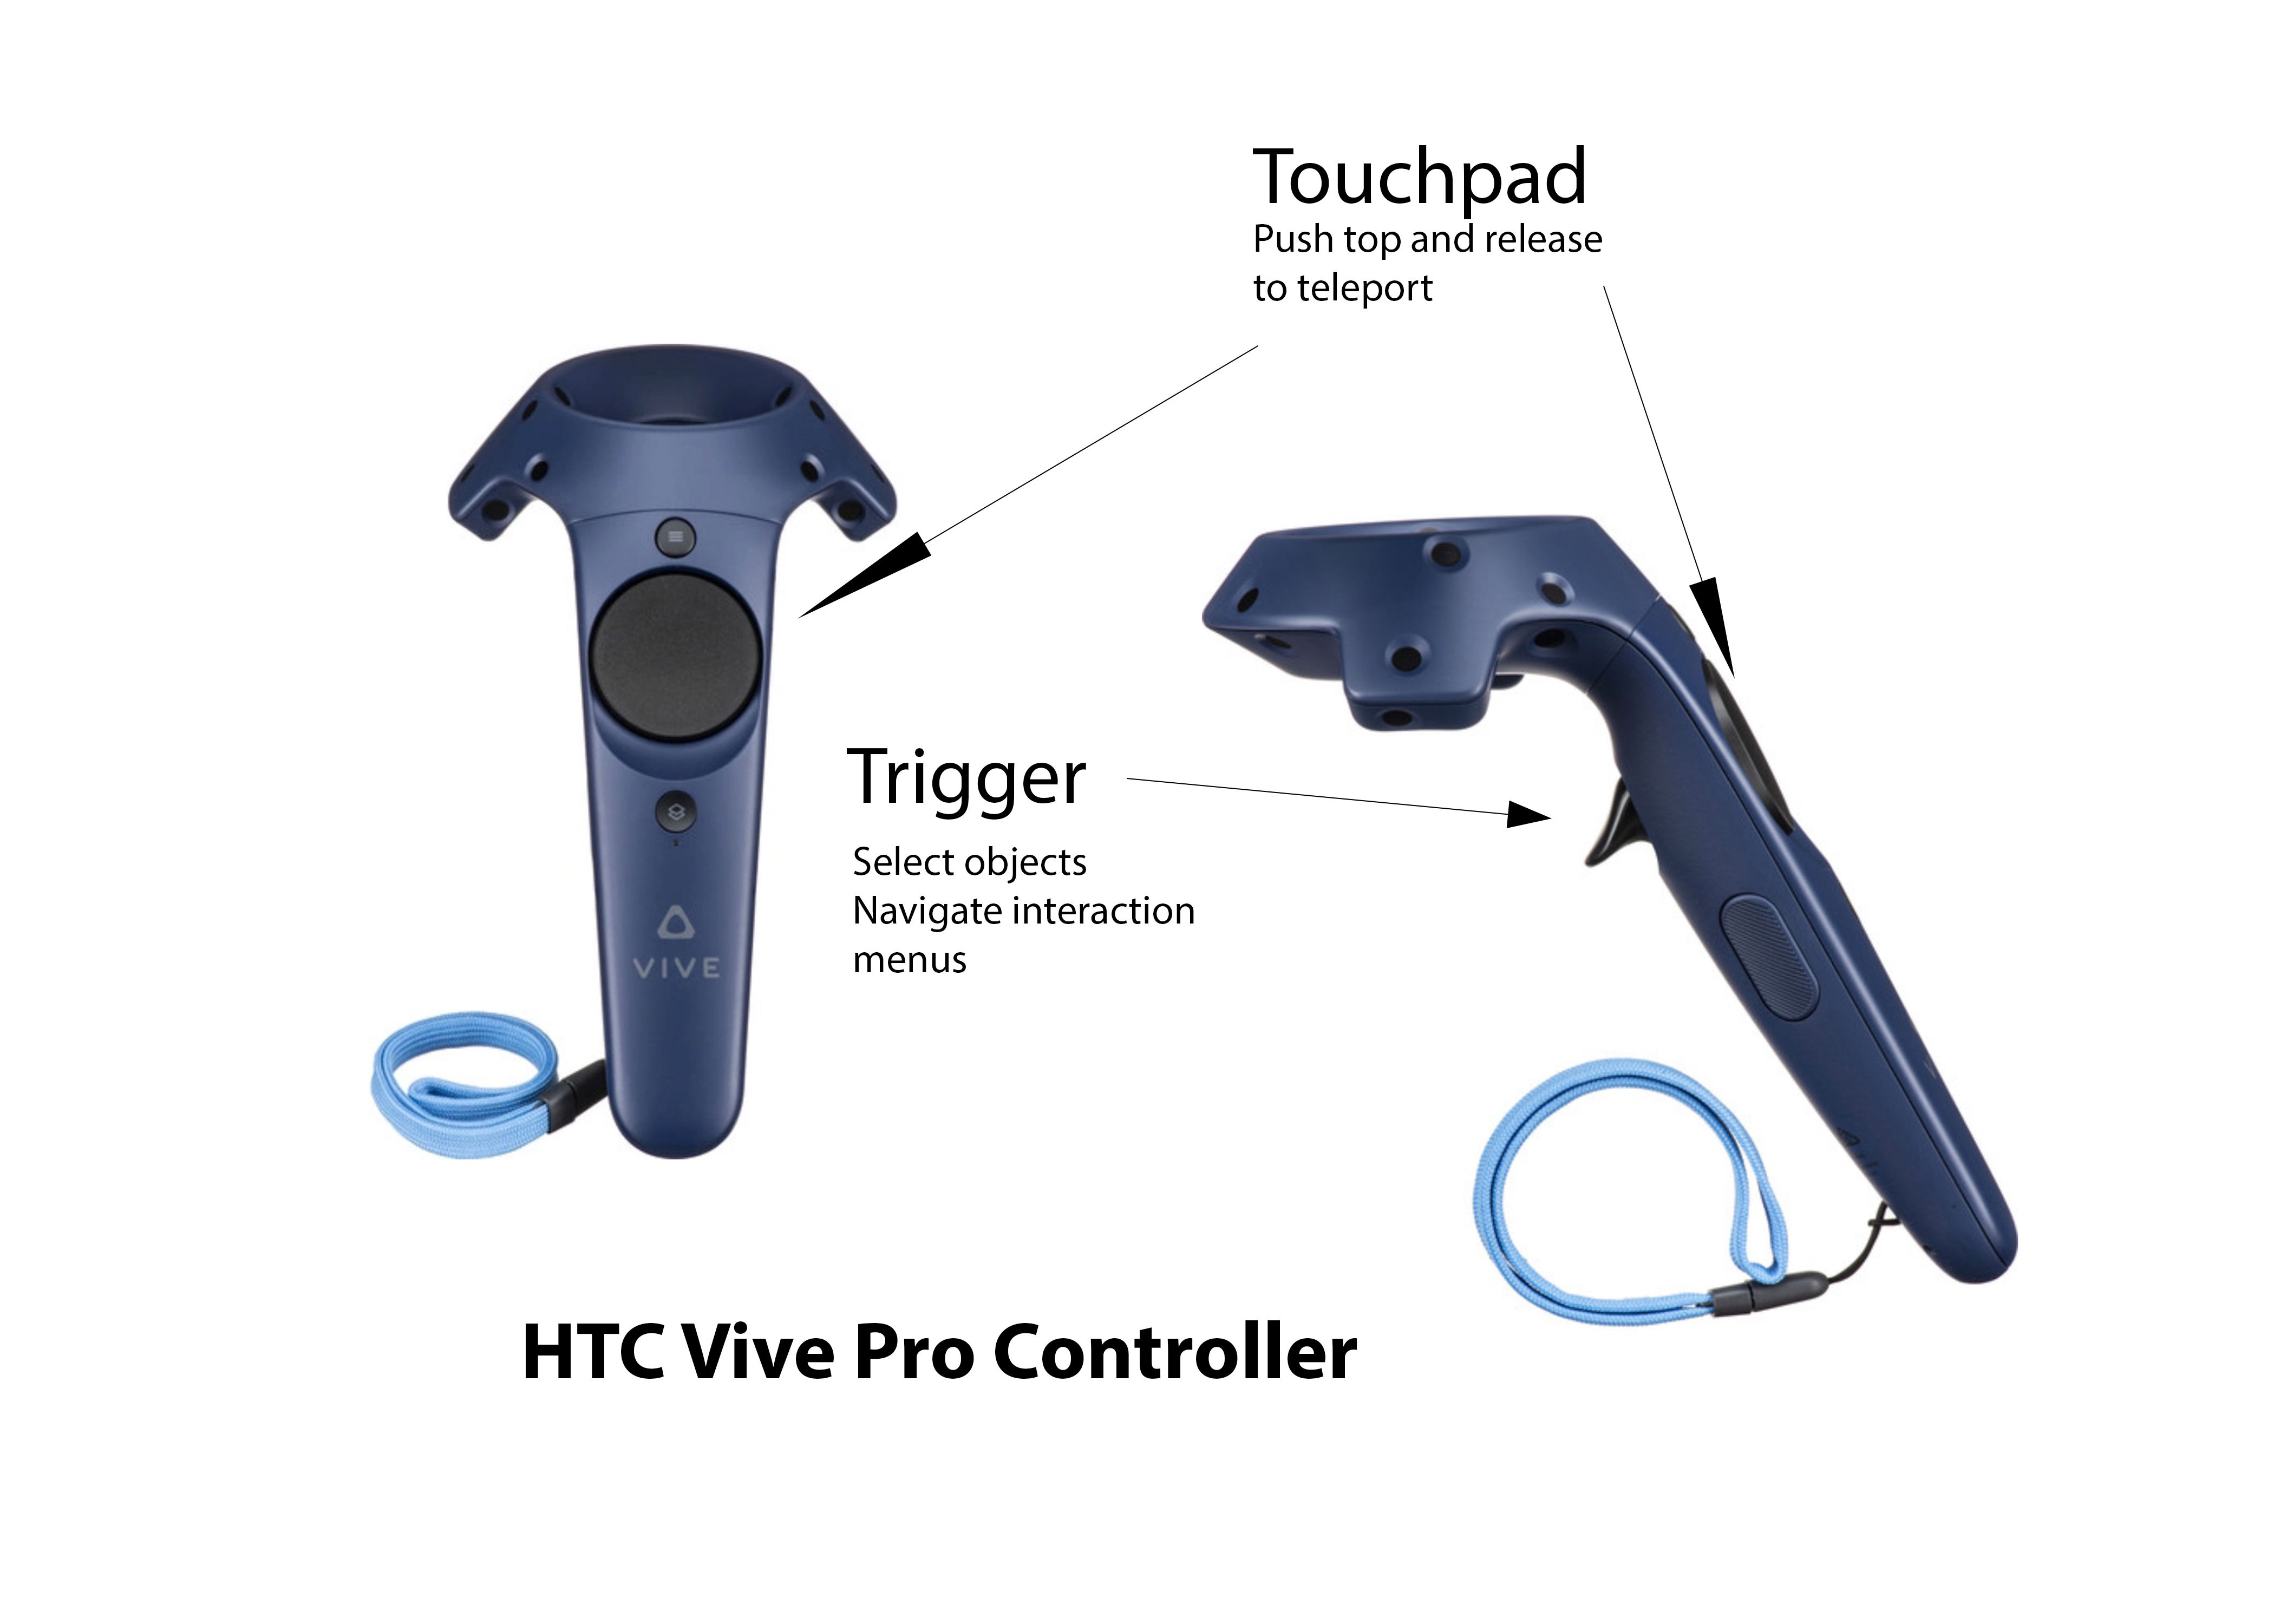 Touchpad
Push top and release
to teleport
Trigger
Select objects
Navigate interaction
menus
VIVE
HTC Vive Pro Controller